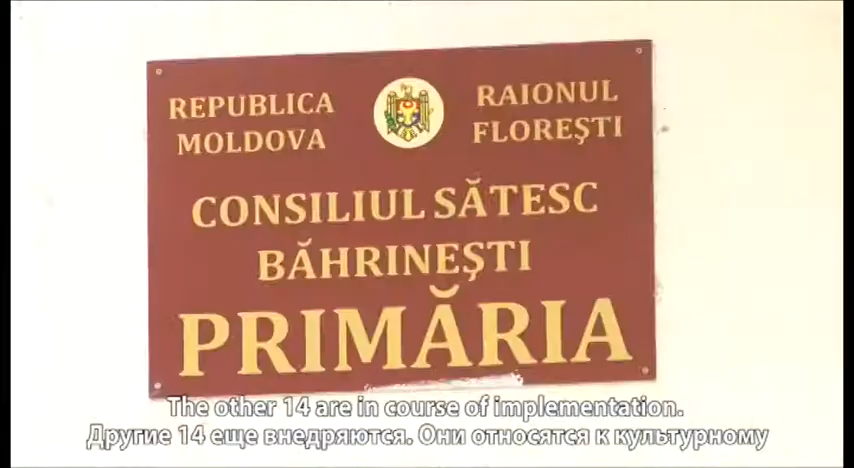 REPUBLICA
MOLDOVA
RAIONUL
FLOREŞTI
CONSILIUL SĂTESC
BĂHRINEŞTI
PRIMĂRIA
The other 14 are in course of implementation.
Другие 14 еще внедряются. Они относятся к культурному